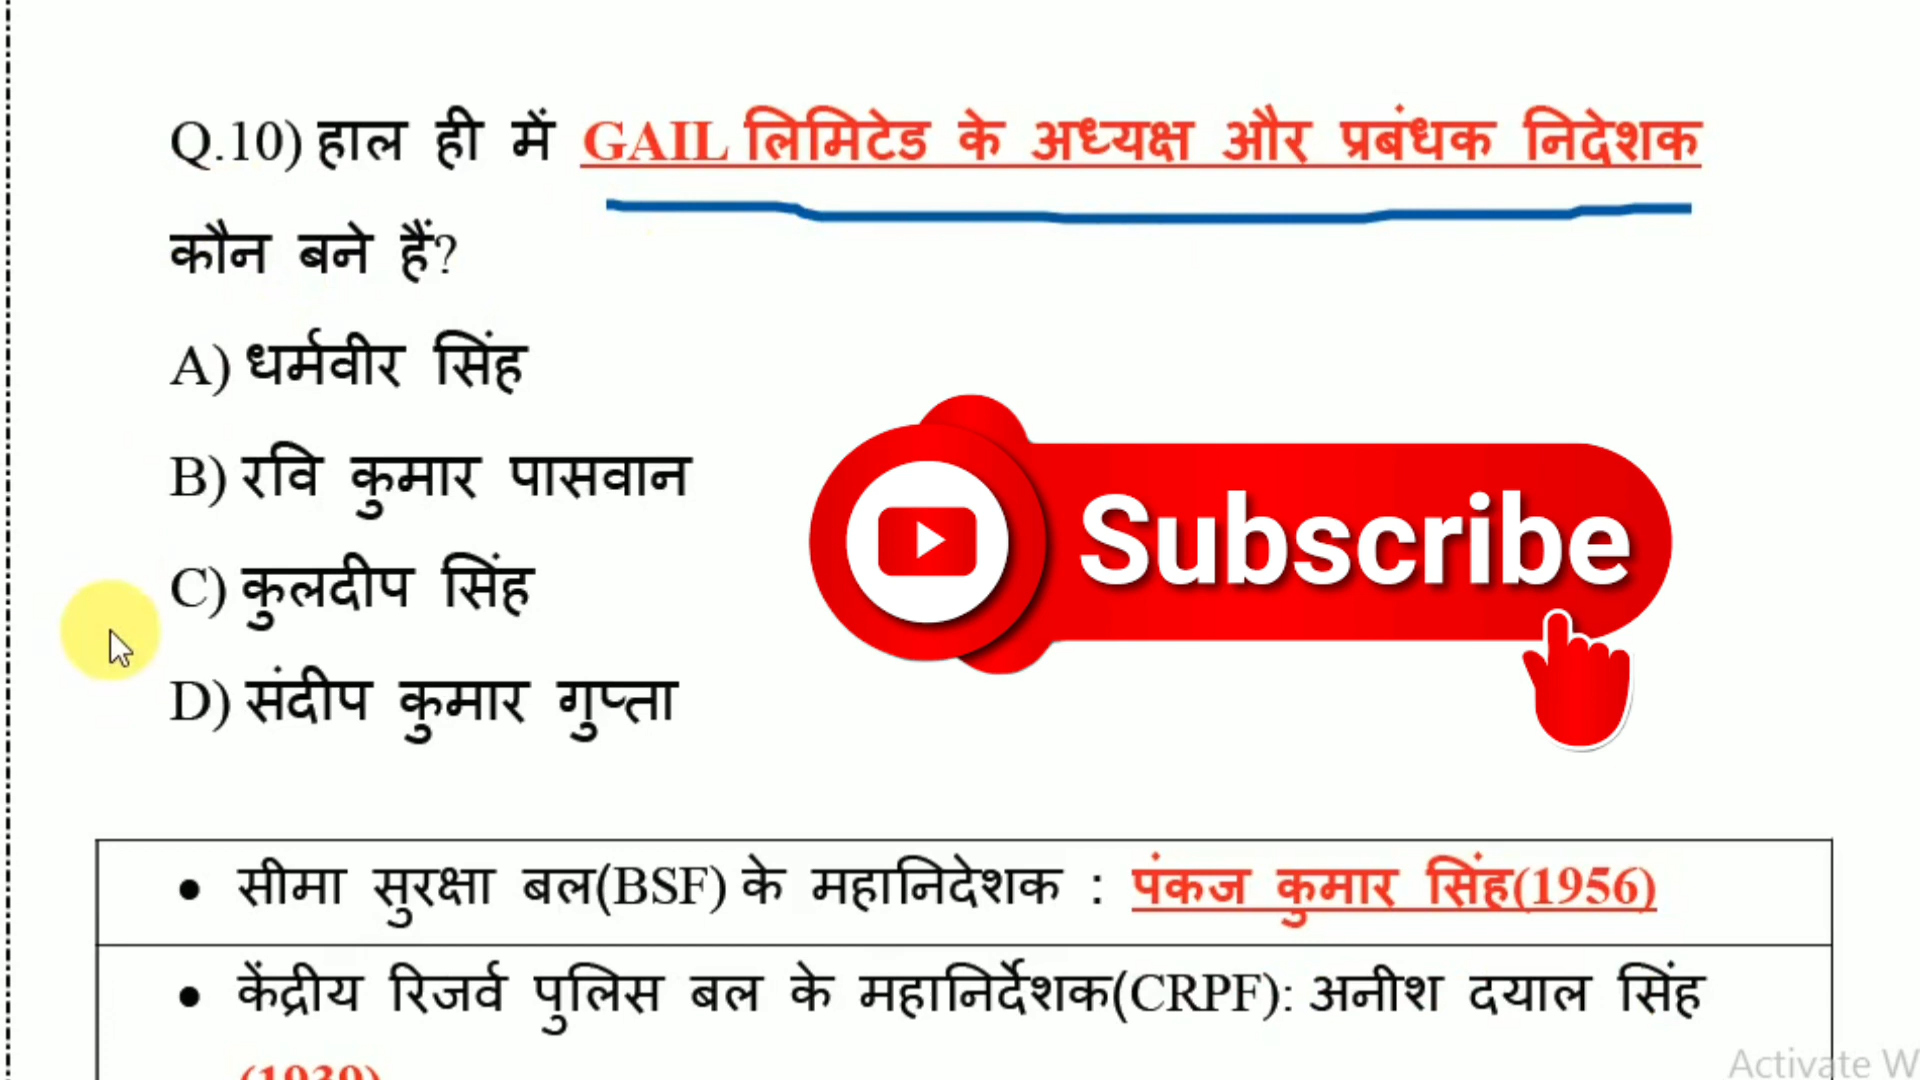 Q.10) हाल ही में GAIL लिमिटेड के अध्यक्ष और प्रबंधक निदेशक
कौन बने हैं?
A) धर्मवीर सिंह
B) रवि कुमार पासवान
C) कुलदीप सिंह
D) संदीप कुमार गुप्ता
Subscribe
• सीमा सुरक्षा बल(BSF) के महानिदेशक : पंकज कुमार सिंह(1956)
• केंद्रीय रिजर्व पुलिस बल के महानिर्देशक(CRPF): अनीश दयाल सिंह
(1939)
Activate W